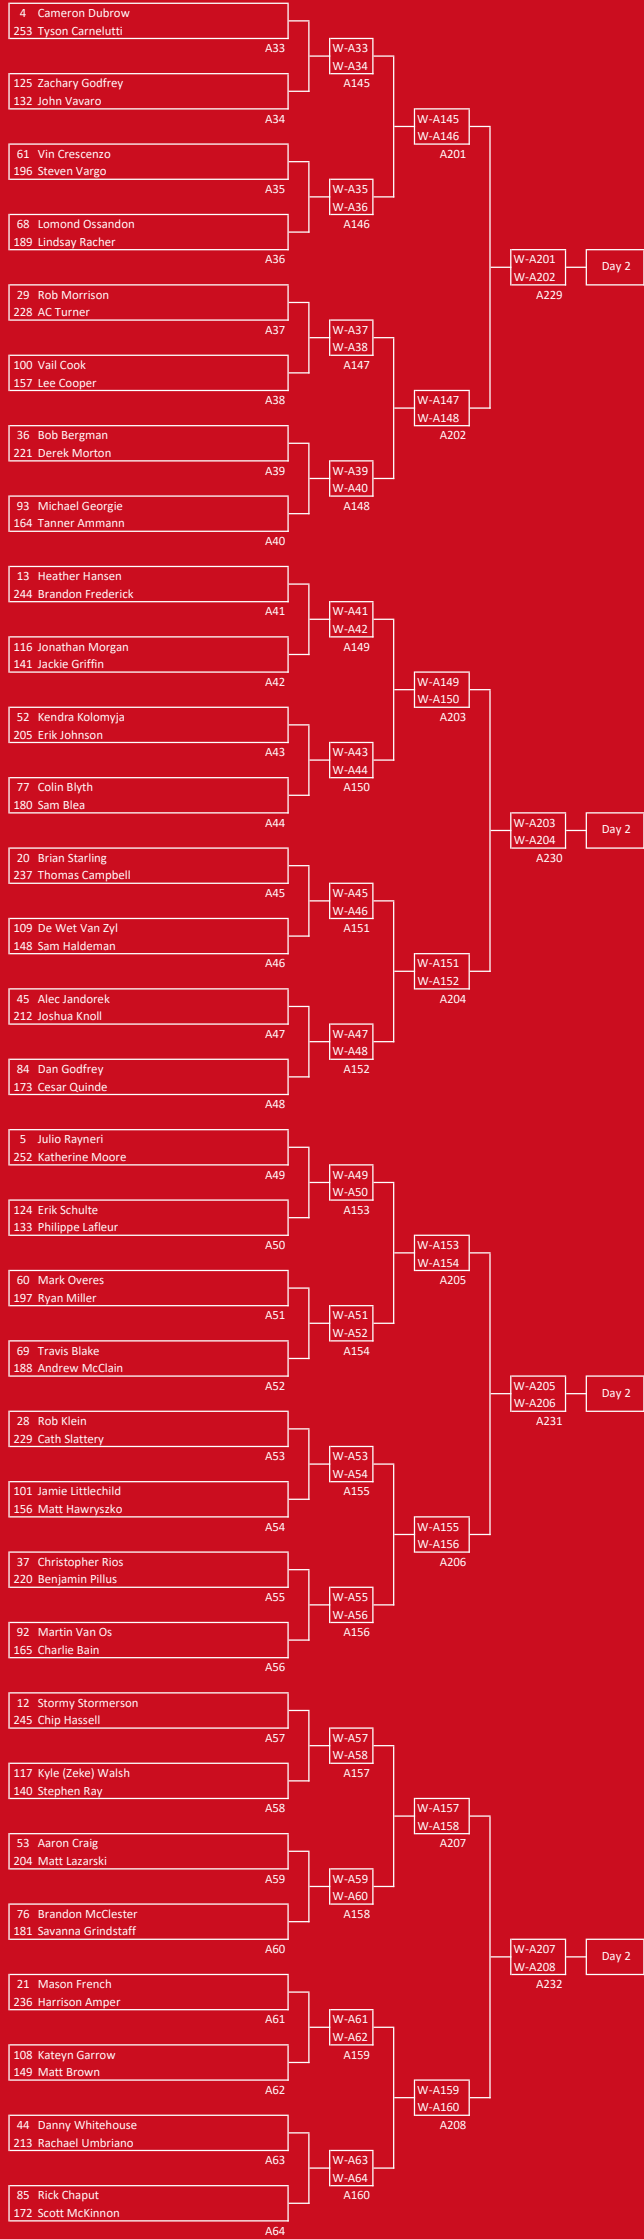 4 Cameron Dubrow
253 Tyson Carnelutti
A33
125 Zachary Godfrey
132 John Vavaro
A34
W-A33
W-A34
A145
61 Vin Crescenzo
196 Steven Vargo
A35
68 Lomond Ossandon
189 Lindsay Racher
A36
W-A35
W-A36
A146
W-A145
W-A146
A201
29 Rob Morrison
228 AC Turner
A37
100 Vail Cook
157 Lee Cooper
A38
W-A37
W-A38
A147
36 Bob Bergman
221 Derek Morton
A39
93 Michael Georgie
164 Tanner Ammann
A40
W-A39
W-A40
A148
W-A147
W-A148
A202
W-A201
W-A202
A229
Day 2
13 Heather Hansen
244 Brandon Frederick
A41
116 Jonathan Morgan
141 Jackie Griffin
A42
W-A41
W-A42
A149
52 Kendra Kolomyja
205 Erik Johnson
A43
77 Colin Blyth
180 Sam Blea
A44
W-A43
W-A44
A150
W-A149
W-A150
A203
20 Brian Starling
237 Thomas Campbell
A45
109 De Wet Van Zyl
148 Sam Haldeman
A46
W-A45
W-A46
A151
45 Alec Jandorek
212 Joshua Knoll
A47
84 Dan Godfrey
173 Cesar Quinde
A48
W-A47
W-A48
A152
W-A151
W-A152
A204
W-A203
W-A204
A230
Day 2
5 Julio Rayneri
252 Katherine Moore
A49
124 Erik Schulte
133 Philippe Lafleur
A50
W-A49
W-A50
A153
60 Mark Overes
197 Ryan Miller
A51
69 Travis Blake
188 Andrew McClain
A52
W-A51
W-A52
A154
W-A153
W-A154
A205
28 Rob Klein
229 Cath Slattery
A53
101 Jamie Littlechild
156 Matt Hawryszko
A54
W-A53
W-A54
A155
37 Christopher Rios
220 Benjamin Pillus
A55
92 Martin Van Os
165 Charlie Bain
A56
W-A55
W-A56
A156
W-A155
W-A156
A206
W-A205
W-A206
A231
Day 2
12 Stormy Stormerson
245 Chip Hassell
A57
117 Kyle (Zeke) Walsh
140 Stephen Ray
A58
W-A57
W-A58
A157
53 Aaron Craig
204 Matt Lazarski
A59
76 Brandon McClester
181 Savanna Grindstaff
A60
W-A59
W-A60
A158
W-A157
W-A158
A207
21 Mason French
236 Harrison Amper
A61
108 Kateyn Garrow
149 Matt Brown
A62
W-A61
W-A62
A159
44 Danny Whitehouse
213 Rachael Umbriano
A63
85 Rick Chaput
172 Scott McKinnon
A64
W-A63
W-A64
A160
W-A159
W-A160
A208
W-A207
W-A208
A232
Day 2